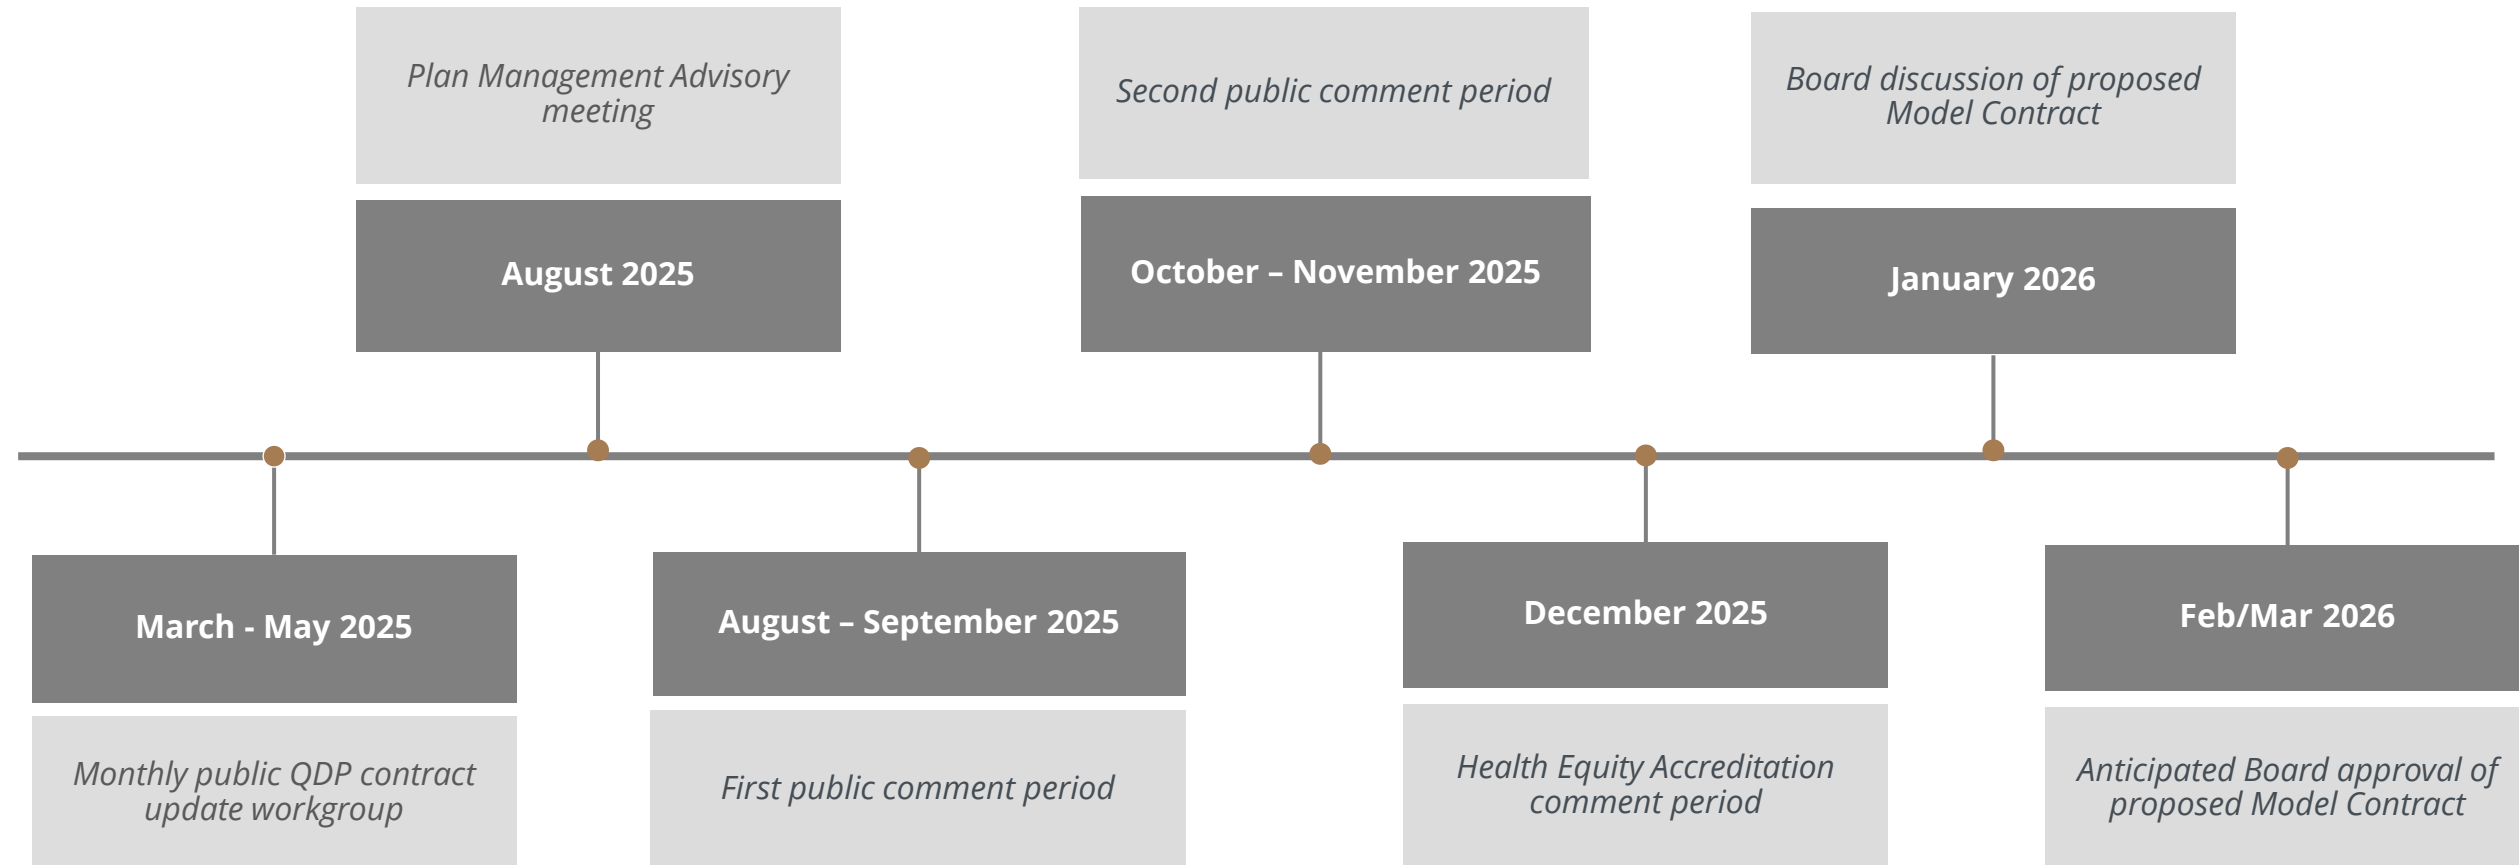 Plan Management Advisory
meeting
August 2025
Second public comment period
October – November 2025
Board discussion of proposed
Model Contract
January 2026
March - May 2025
Monthly public QDP contract
update workgroup
August – September 2025
First public comment period
December 2025
Health Equity Accreditation
comment period
Feb/Mar 2026
Anticipated Board approval of
proposed Model Contract